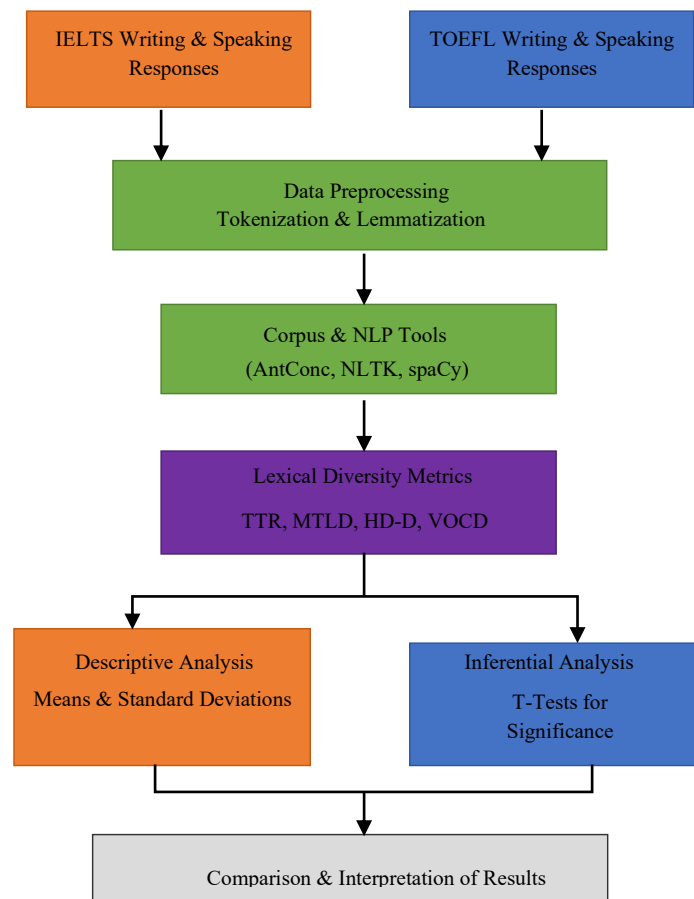 IELTS Writing & Speaking
Responses
TOEFL Writing & Speaking
Responses
Data Preprocessing
Tokenization & Lemmatization
Corpus & NLP Tools
(AntConc, NLTK, spaCy)
Lexical Diversity Metrics
TTR, MTLD, HD-D, VOCD
Descriptive Analysis
Means & Standard Deviations
Inferential Analysis
T-Tests for
Significance
Comparison & Interpretation of Results